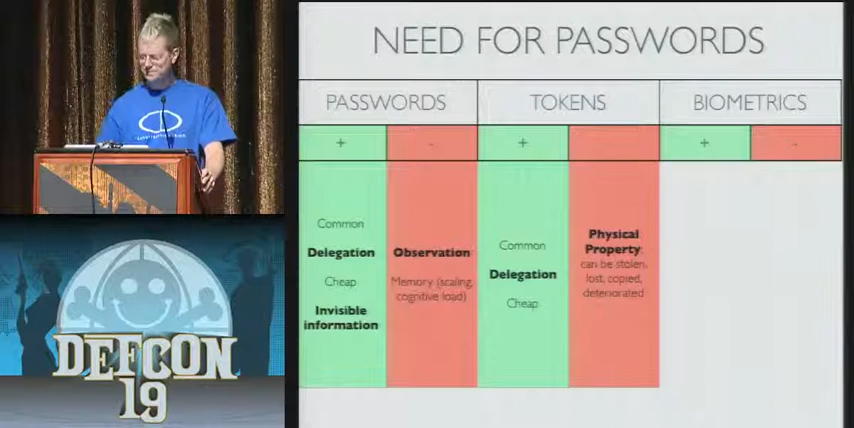 NEED FOR PASSWORDS
PASSWORDS
TOKENS
BIOMETRICS
+
-
+
+
-
Common
Delegation
Cheap
Invisible
information
Observation
Memory (scaling,
cognitive load)
Common
Delegation
Cheap
Physical
Property:
can be stolen,
lost, copied,
deteriorated
DEFCON
19